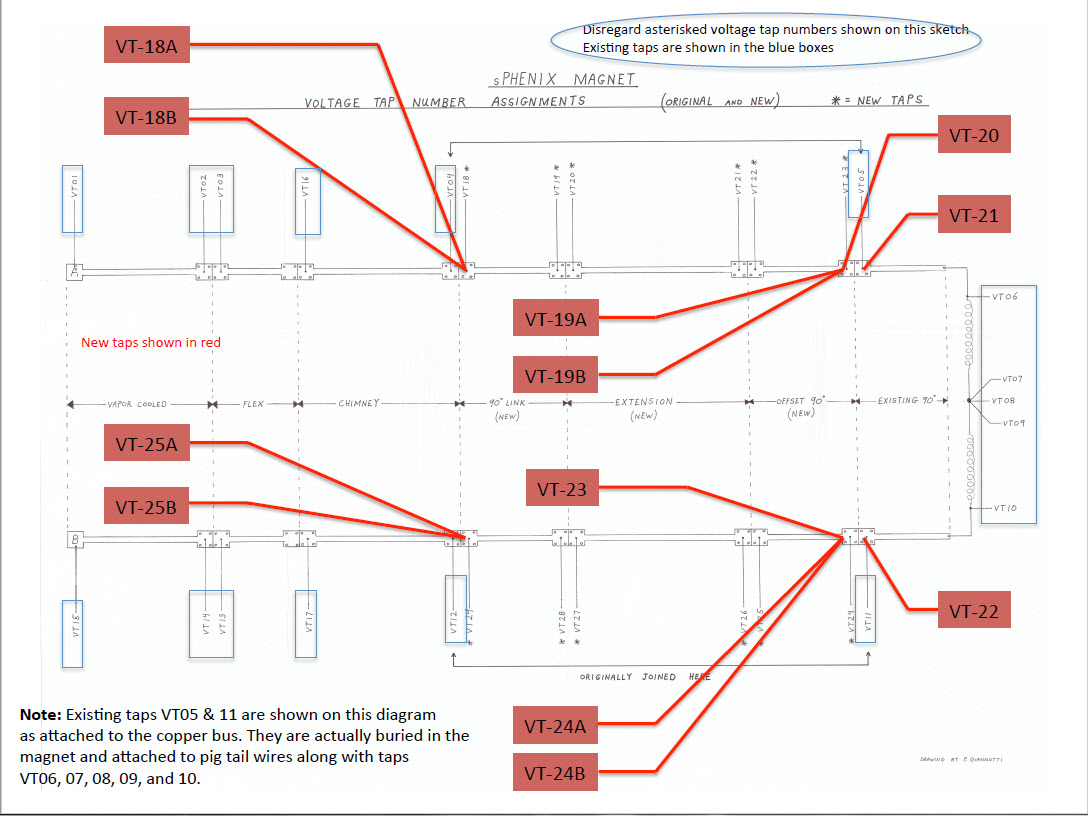 VT-18A
Disregard asterisked voltage tap numbers shown on this sketch
Existing taps are shown in the blue boxes
sPHENIX MAGNET
VOLTAGE TAP NUMBER ASSIGNMENTS (ORIGINAL AND NEW) * = NEW TAPS
VT-18B
VT-20
VT01
VT02
VT03
VT16
VT04
VT18 *
VT19 *
VT20 *
VT21 *
VT22 *
VT23 *
VT05
VT-21
A
VT06
VT-19A
New taps shown in red
VT-19B
VT07
VT08
VT09
VAPOR COOLED
FLEX
CHIMNEY
90° LINK
(NEW)
EXTENSION
(NEW)
OFFSET 90°
(NEW)
EXISTING 90°
VT-25A
VT-23
VT-25B
VT10
B
VT15
VT14
VT13
VT17
VT12
* VT28
* VT27
* VT26
* VT24
VT11
VT-22
ORIGINALLY JOINED HERE
Note: Existing taps VT05 & 11 are shown on this diagram
as attached to the copper bus. They are actually buried in the
magnet and attached to pig tail wires along with taps
VT06, 07, 08, 09, and 10.
VT-24A
VT-24B
DRAWING BY P. GIANNOTTI